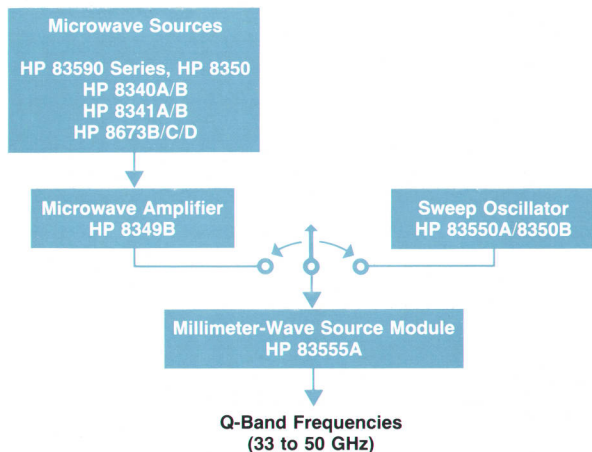 Microwave Sources
HP 83590 Series, HP 8350
HP 8340A/B
HP 8341A/B
HP 8673B/C/D
Microwave Amplifier
HP 8349B
Sweep Oscillator
HP 83550A/8350B
Millimeter-Wave Source Module
HP 83555A
Q-Band Frequencies
(33 to 50 GHz)